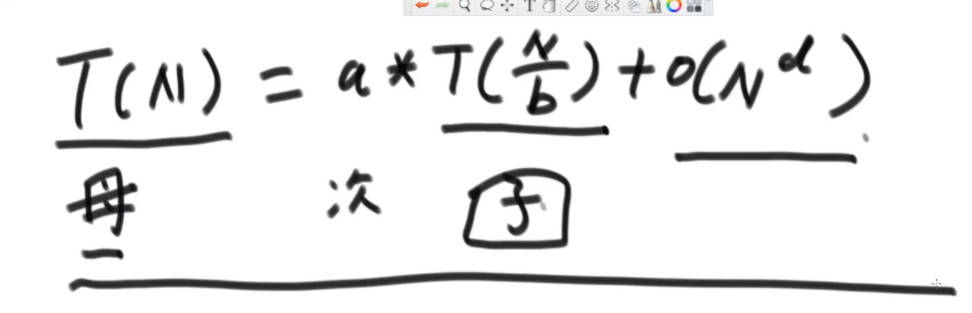 T(N) = a * T(N/b) + O(N^d)
母 次 子